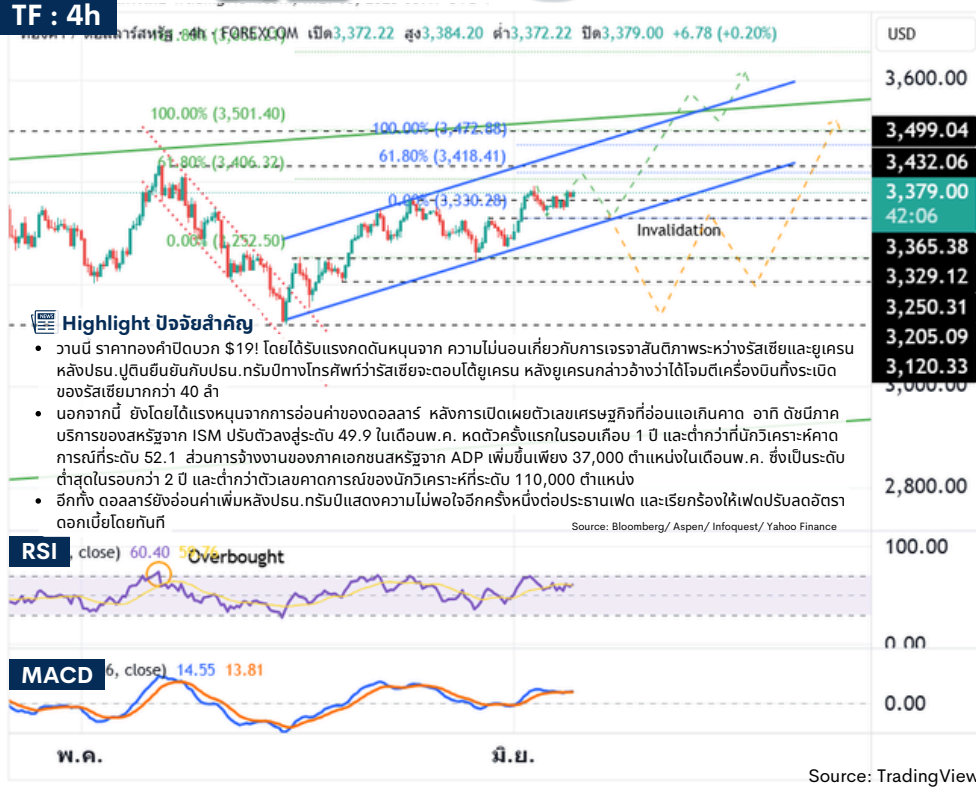 TF : 4h
4h · FOREXCOM เปิด3,372.22 สูง3,384.20 ต่ำ3,372.22 ปิด3,379.00 +6.78 (+0.20%)
USD
3,600.00
100.00% (3,501.40)
100.00% (3,472.88)
3,499.04
61.80% (3,418.41)
61.80% (3,406.32)
3,432.06
3,379.00
42:06
0.00% (3,330.28)
Invalidation
0.00% (3,252.50)
3,365.38
3,329.12
3,250.31
3,205.09
3,120.33
3,000.00
2,800.00
NEWS
Highlight ปัจจัยสำคัญ
• วานนี้ ราคาทองคำปิดบวก $19! โดยได้รับแรงกดดันหนุนจาก ความไม่นอนเกี่ยวกับการเจรจาสันติภาพระหว่างรัสเซียและยูเครน
หลังปธน.ปูตินยืนยันกับปธน.ทรัมป์ทางโทรศัพท์ว่ารัสเซียจะตอบโต้ยูเครน หลังยูเครนกล่าวอ้างว่าได้โจมตีเครื่องบินทิ้งระเบิด
ของรัสเซียมากกว่า 40 ลำ
• นอกจากนี้ ยังโดยได้แรงหนุนจากการอ่อนค่าของดอลลาร์ หลังการเปิดเผยตัวเลขเศรษฐกิจที่อ่อนแอเกินคาด อาทิ ดัชนีภาค
บริการของสหรัฐจาก ISM ปรับตัวลงสู่ระดับ 49.9 ในเดือนพ.ค. หดตัวครั้งแรกในรอบเกือบ 1 ปี และต่ำกว่าที่นักวิเคราะห์คาด
การณ์ที่ระดับ 52.1 ส่วนการจ้างงานของภาคเอกชนสหรัฐจาก ADP เพิ่มขึ้นเพียง 37,000 ตำแหน่งในเดือนพ.ค. ซึ่งเป็นระดับ
ต่ำสุดในรอบกว่า 2 ปี และต่ำกว่าตัวเลขคาดการณ์ของนักวิเคราะห์ที่ระดับ 110,000 ตำแหน่ง
• อีกทั้ง ดอลลาร์ยังอ่อนค่าเพิ่มหลังปธน.ทรัมป์แสดงความไม่พอใจอีกครั้งหนึ่งต่อประธานเฟด และเรียกร้องให้เฟดปรับลดอัตรา
ดอกเบี้ยโดยทันที
Source: Bloomberg/ Aspen/ Infoquest/ Yahoo Finance
RSI , close) 60.40
Overbought
100.00
0.00
MACD 6, close) 14.55 13.81
0.00
พ.ค. มิ.ย.
Source: TradingView